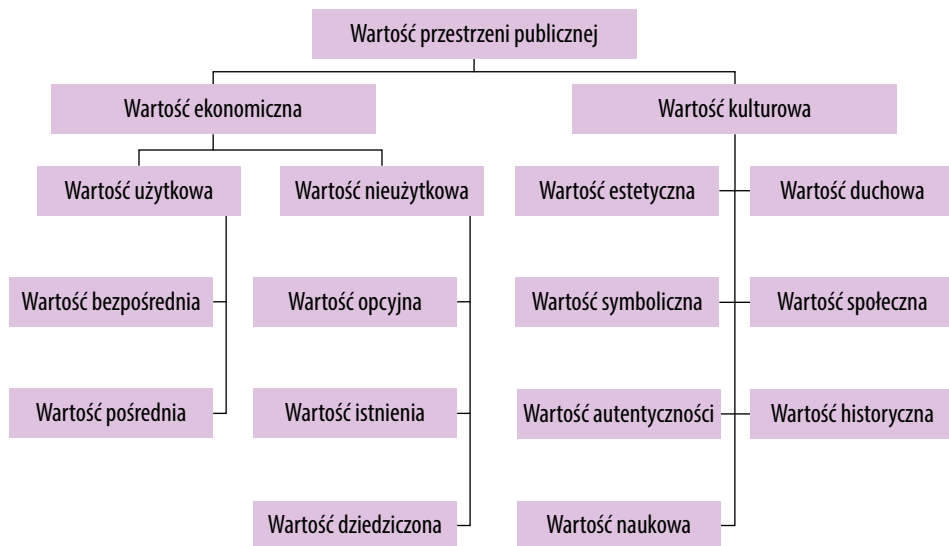 Wartość przestrzeni publicznej
Wartość ekonomiczna
Wartość kulturowa
Wartość użytkowa
Wartość nieużytkowa
Wartość estetyczna
Wartość duchowa
Wartość bezpośrednia
Wartość opcyjna
Wartość symboliczna
Wartość społeczna
Wartość pośrednia
Wartość istnienia
Wartość autentyczności
Wartość historyczna
Wartość dziedziczona
Wartość naukowa